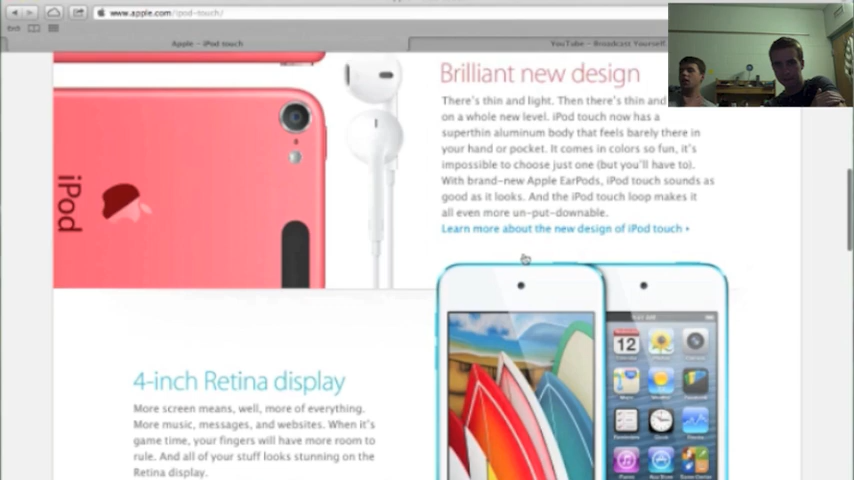 www.apple.com/ipod-touch/
Apple – iPod touch
YouTube – Broadcast Yourself.
Brilliant new design
There's thin and light. Then there's thin and
on a whole new level. iPod touch now has a
superthin aluminum body that feels barely there in
your hand or pocket. It comes in colors so fun, it's
impossible to choose just one (but you'll have to).
With brand-new Apple EarPods, iPod touch sounds as
good as it looks. And the iPod touch loop makes it
all even more un-put-downable.
Learn more about the new design of iPod touch
iPod
12
4-inch Retina display
More screen means, well, more of everything.
More music, messages, and websites. When it's
game time, your fingers will have more room to
rule. And all of your stuff looks stunning on the
Retina display.